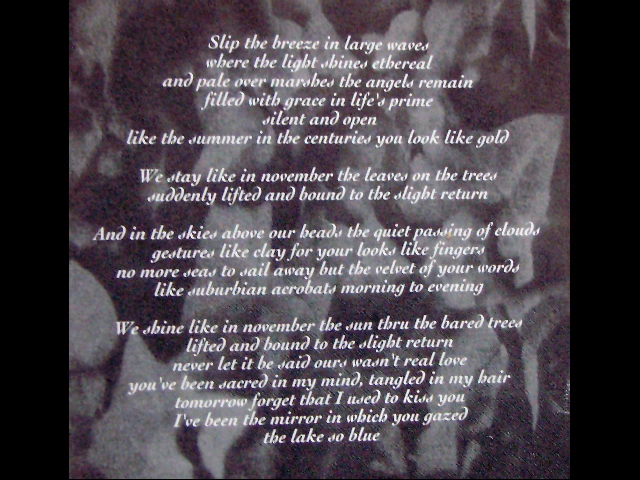 Slip the breeze in large waves
where the light shines ethereal
and pale over marshes the angels remain
filled with grace in life's prime
silent and open
like the summer in the centuries you look like gold
We stay like in november the leaves on the trees
suddenly lifted and bound to the slight return
And in the skies above our heads the quiet passing of clouds
gestures like clay for your looks like fingers
no more seas to sail away but the velvet of your words
like suburbian acrobats morning to evening
We shine like in november the sun thru the bared trees
lifted and bound to the slight return
never let it be said ours wasn't real love
you've been sacred in my mind, tangled in my hair
tomorrow forget that I used to kiss you
I've been the mirror in which you gazed
the lake so blue